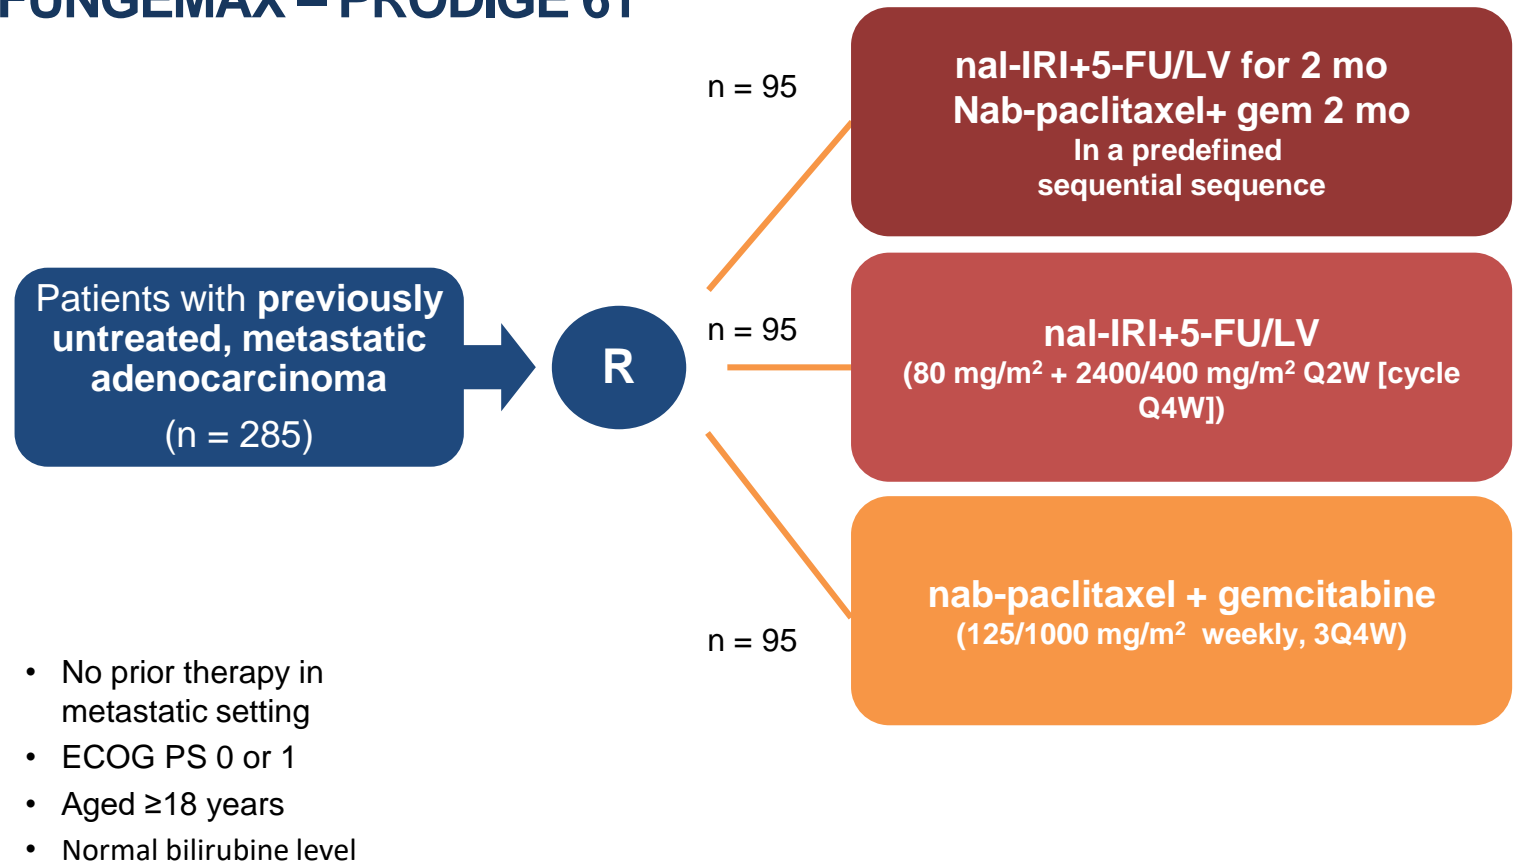 FUNGEMAX – PRODIGE 61
n = 95
nal-IRI+5-FU/LV for 2 mo
Nab-paclitaxel+ gem 2 mo
In a predefined
sequential sequence
Patients with previously
untreated, metastatic
adenocarcinoma
(n = 285)
R
n = 95
nal-IRI+5-FU/LV
(80 mg/m² + 2400/400 mg/m² Q2W [cycle
Q4W])
n = 95
nab-paclitaxel + gemcitabine
(125/1000 mg/m² weekly, 3Q4W)
• No prior therapy in
metastatic setting
• ECOG PS 0 or 1
• Aged ≥18 years
• Normal bilirubine level